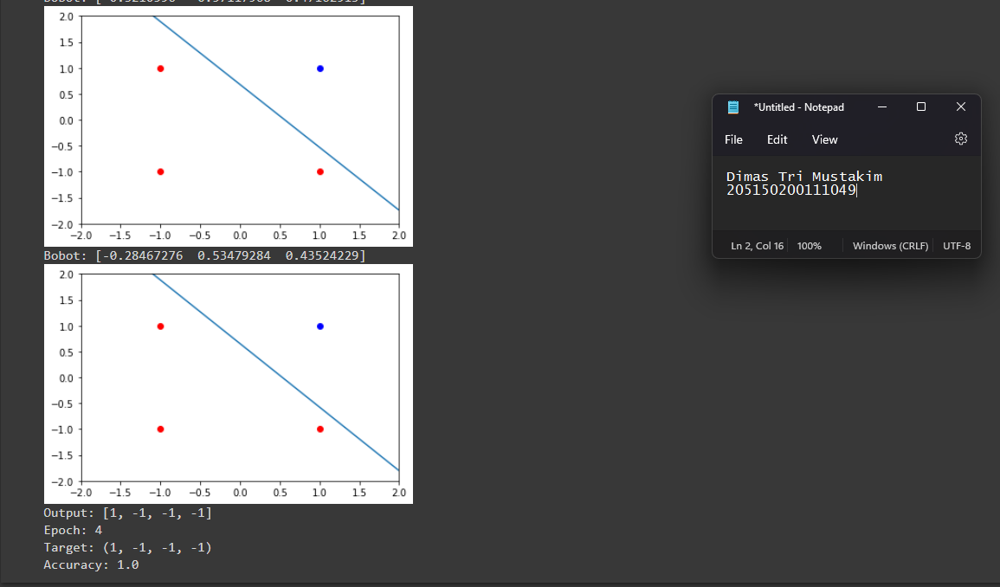 2.0
1.5
1.0
0.5
0.0
−0.5
−1.0
−1.5
−2.0
−2.0 −1.5 −1.0 −0.5 0.0 0.5 1.0 1.5 2.0
Bobot: [-0.28467276 0.53479284 0.43524229]
2.0
1.5
1.0
0.5
0.0
−0.5
−1.0
−1.5
−2.0
−2.0 −1.5 −1.0 −0.5 0.0 0.5 1.0 1.5 2.0
Output: [1, -1, -1, -1]
Epoch: 4
Target: (1, -1, -1, -1)
Accuracy: 1.0
*Untitled - Notepad
File Edit View
Dimas Tri Mustakim
205150200111049
Ln 2, Col 16 100% Windows (CRLF) UTF-8